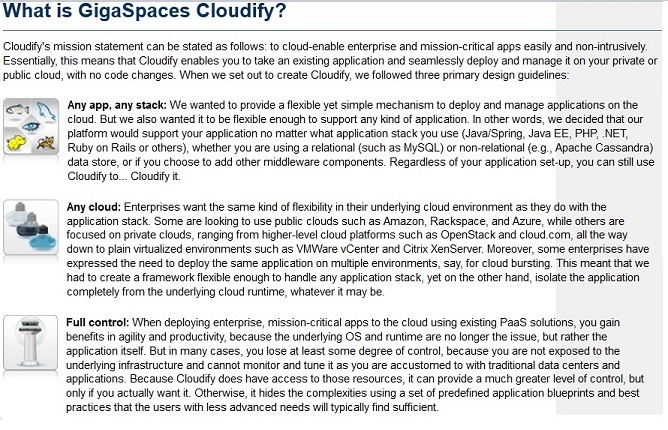 What is GigaSpaces Cloudify?
Cloudify's mission statement can be stated as follows: to cloud-enable enterprise and mission-critical apps easily and non-intrusively.
Essentially, this means that Cloudify enables you to take an existing application and seamlessly deploy and manage it on your private or
public cloud, with no code changes. When we set out to create Cloudify, we followed three primary design guidelines:
Any app, any stack: We wanted to provide a flexible yet simple mechanism to deploy and manage applications on the
cloud. But we also wanted it to be flexible enough to support any kind of application. In other words, we decided that our
platform would support your application no matter what application stack you use (Java/Spring, Java EE, PHP, .NET,
Ruby on Rails or others), whether you are using a relational (such as MySQL) or non-relational (e.g., Apache Cassandra)
data store, or if you choose to add other middleware components. Regardless of your application set-up, you can still use
Cloudify to... Cloudify it.
Any cloud: Enterprises want the same kind of flexibility in their underlying cloud environment as they do with the
application stack. Some are looking to use public clouds such as Amazon, Rackspace, and Azure, while others are
focused on private clouds, ranging from higher-level cloud platforms such as OpenStack and cloud.com, all the way
down to plain virtualized environments such as VMWare vCenter and Citrix XenServer. Moreover, some enterprises have
expressed the need to deploy the same application on multiple environments, say, for cloud bursting. This meant that we
had to create a framework flexible enough to handle any application stack, yet on the other hand, isolate the application
completely from the underlying cloud runtime, whatever it may be.
Full control: When deploying enterprise, mission-critical apps to the cloud using existing PaaS solutions, you gain
benefits in agility and productivity, because the underlying OS and runtime are no longer the issue, but rather the
application itself. But in many cases, you lose at least some degree of control, because you are not exposed to the
underlying infrastructure and cannot monitor and tune it as you are accustomed to with traditional data centers and
applications. Because Cloudify does have access to those resources, it can provide a much greater level of control, but
only if you actually want it. Otherwise, it hides the complexities using a set of predefined application blueprints and best
practices that the users with less advanced needs will typically find sufficient.